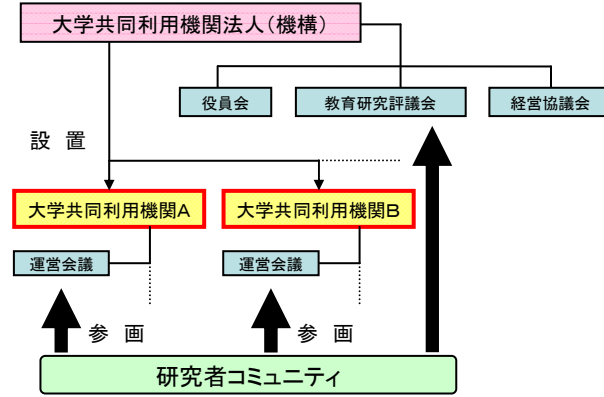 大学共同利用機関法人（機構）
役員会
教育研究評議会
経営協議会
設 置
大学共同利用機関A
大学共同利用機関B
運営会議
運営会議
参 画
参 画
研究者コミュニティ